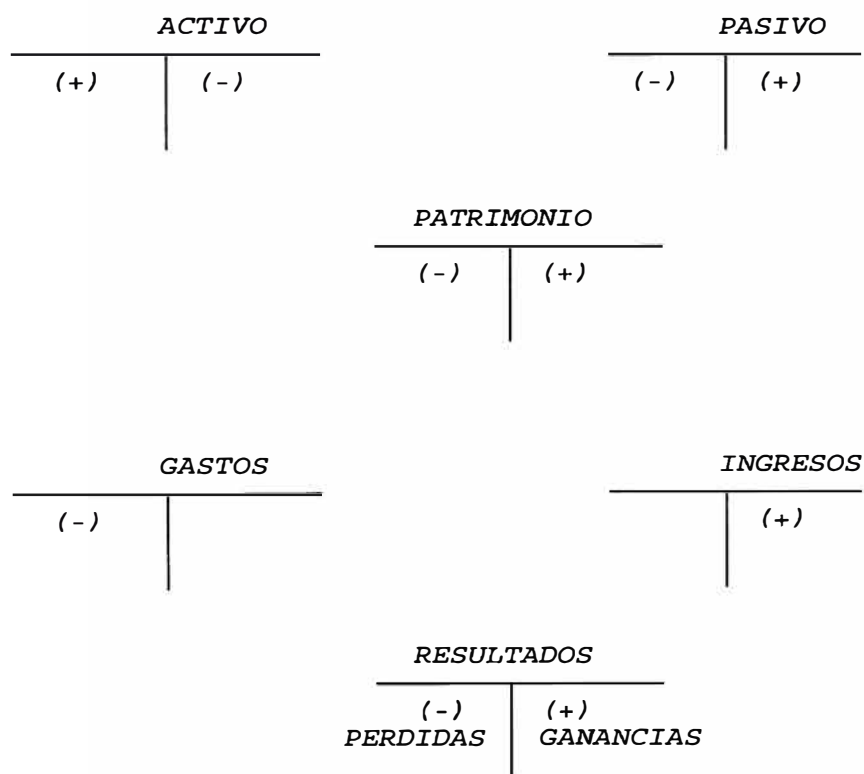 ACTIVO PASIVO
(+) (-) (-) (+)
PATRIMONIO
(-) (+)
GASTOS INGRESOS
(-) (+)
RESULTADOS
(-) (+)
PERDIDAS GANANCIAS